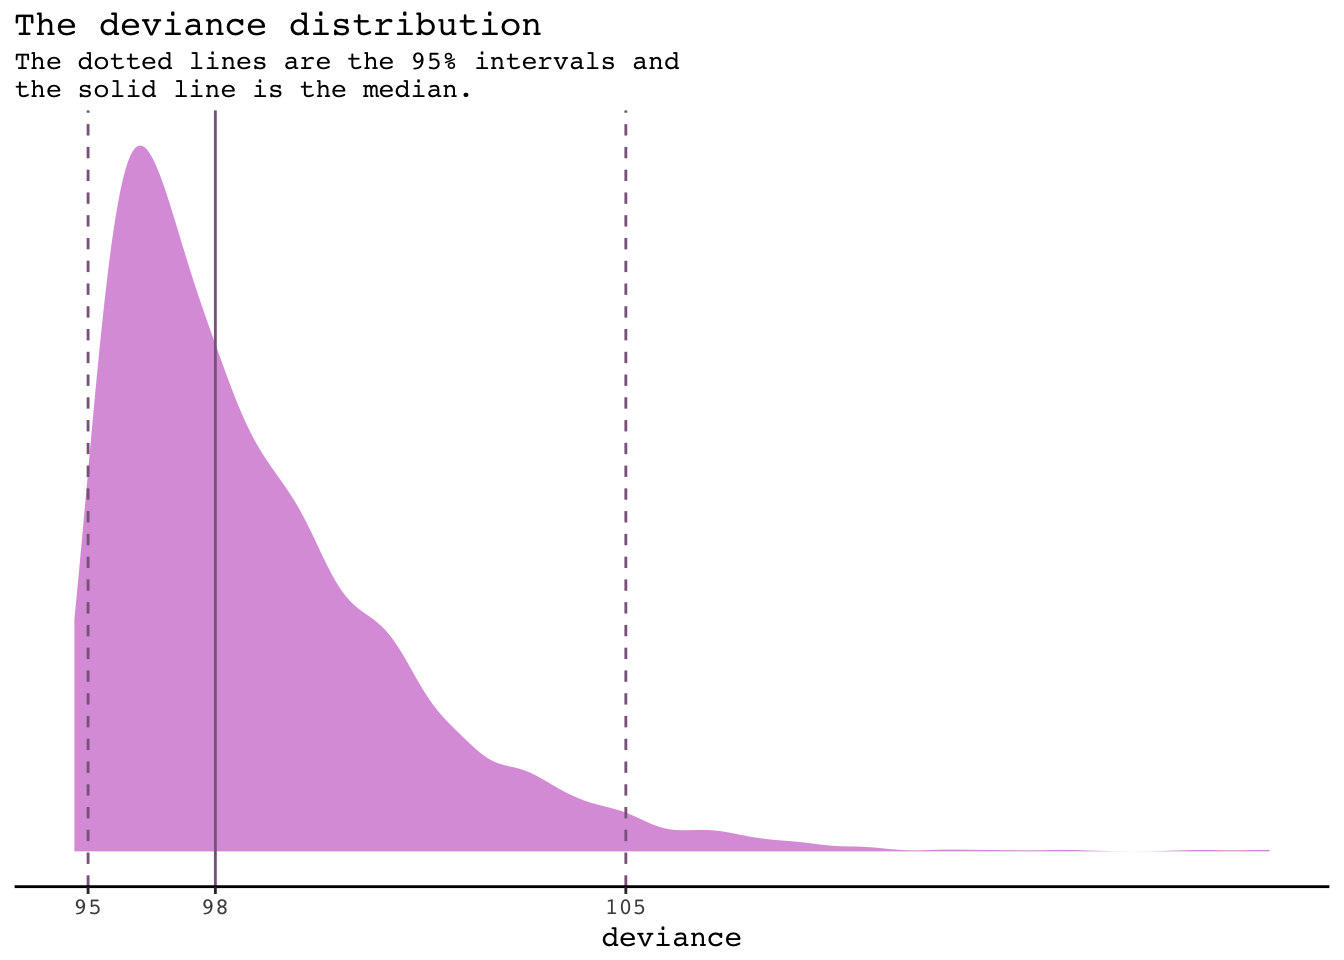 The deviance distribution
The dotted lines are the 95% intervals and
the solid line is the median.
95 98 105
deviance